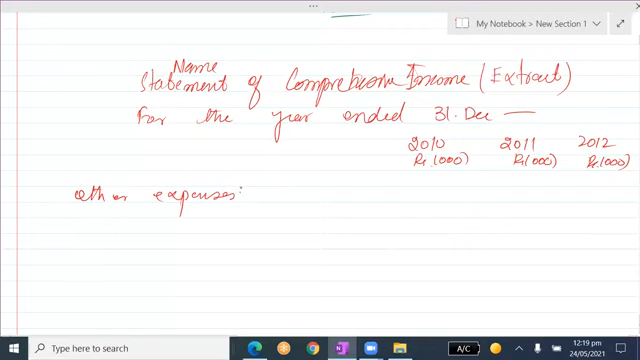 My Notebook > New Section 1
Name
Statement of Comprehensive Income (Extract)
For the year ended 31. Dec —
2010 2011 2012
Rs.(000) Rs(000) Rs.(000)
other expenses:
Type here to search
A/C
12:19 pm
24/05/2021